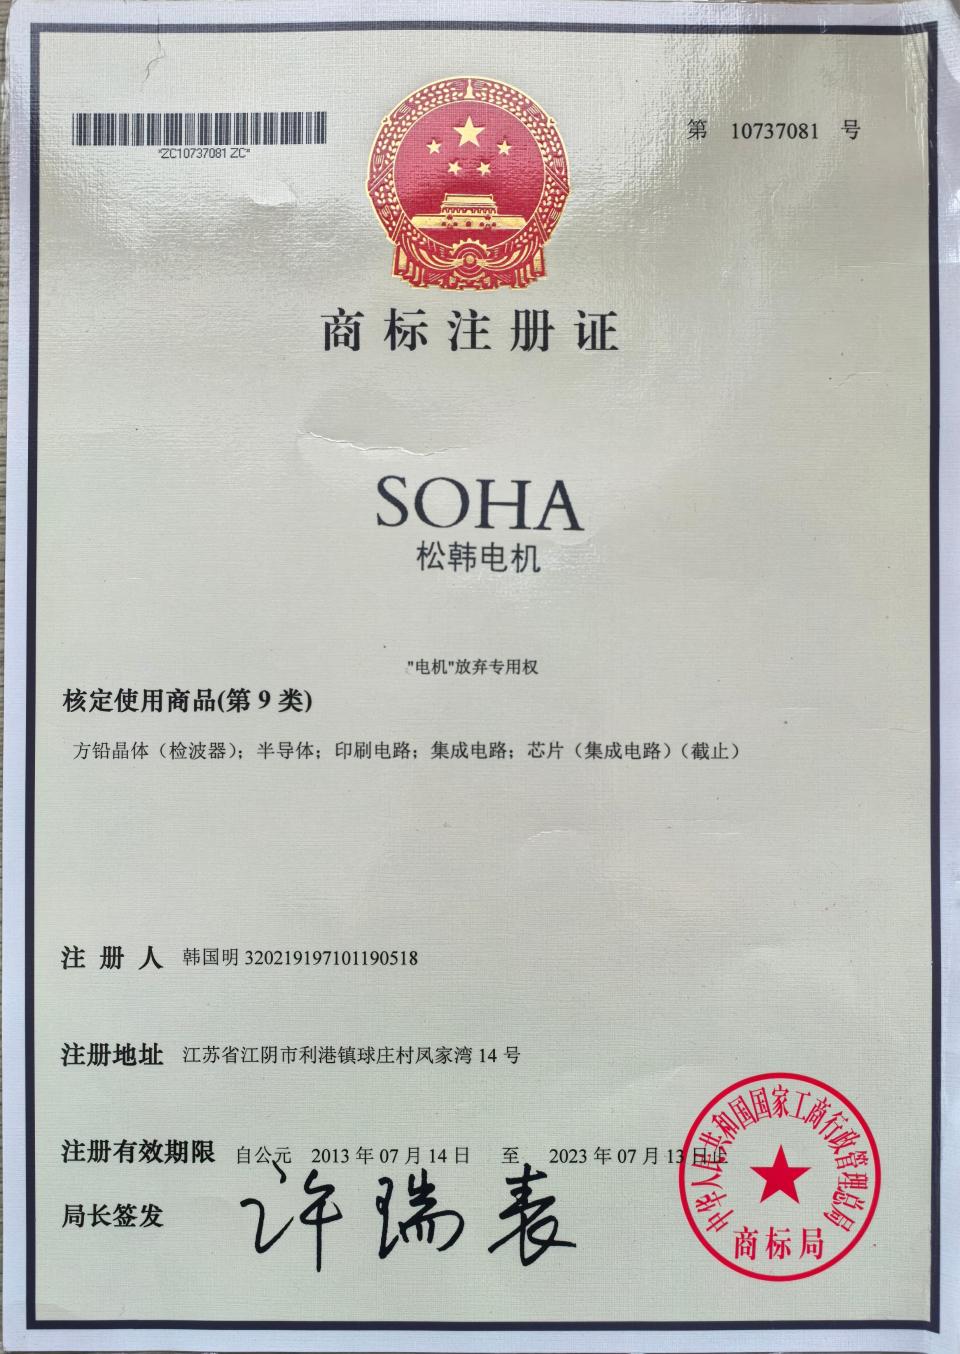 *ZC10737081 ZC*
第 10737081 号
商标注册证
SOHA
松韩电机
"电机"放弃专用权
核定使用商品(第 9 类)
方铅晶体（检波器）；半导体；印刷电路；集成电路；芯片（集成电路）（截止）
注 册 人 韩国明 320219197101190518
注册地址 江苏省江阴市利港镇球庄村凤家湾 14 号
注册有效期限 自公元 2013 年 07 月 14 日 至 2023 年 07 月 13 日止
局长签发 许瑞表
中华人民共和国国家工商行政管理总局
商标局